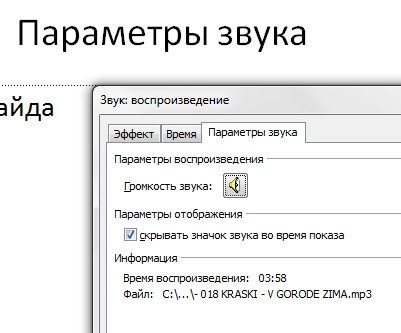 Параметры звука
айда
Звук: воспроизведение
Эффект Время Параметры звука
Параметры воспроизведения
Громкость звука:
Параметры отображения
скрывать значок звука во время показа
Информация
Время воспроизведения: 03:58
Файл: C:\...\- 018 KRASKI - V GORODE ZIMA.mp3